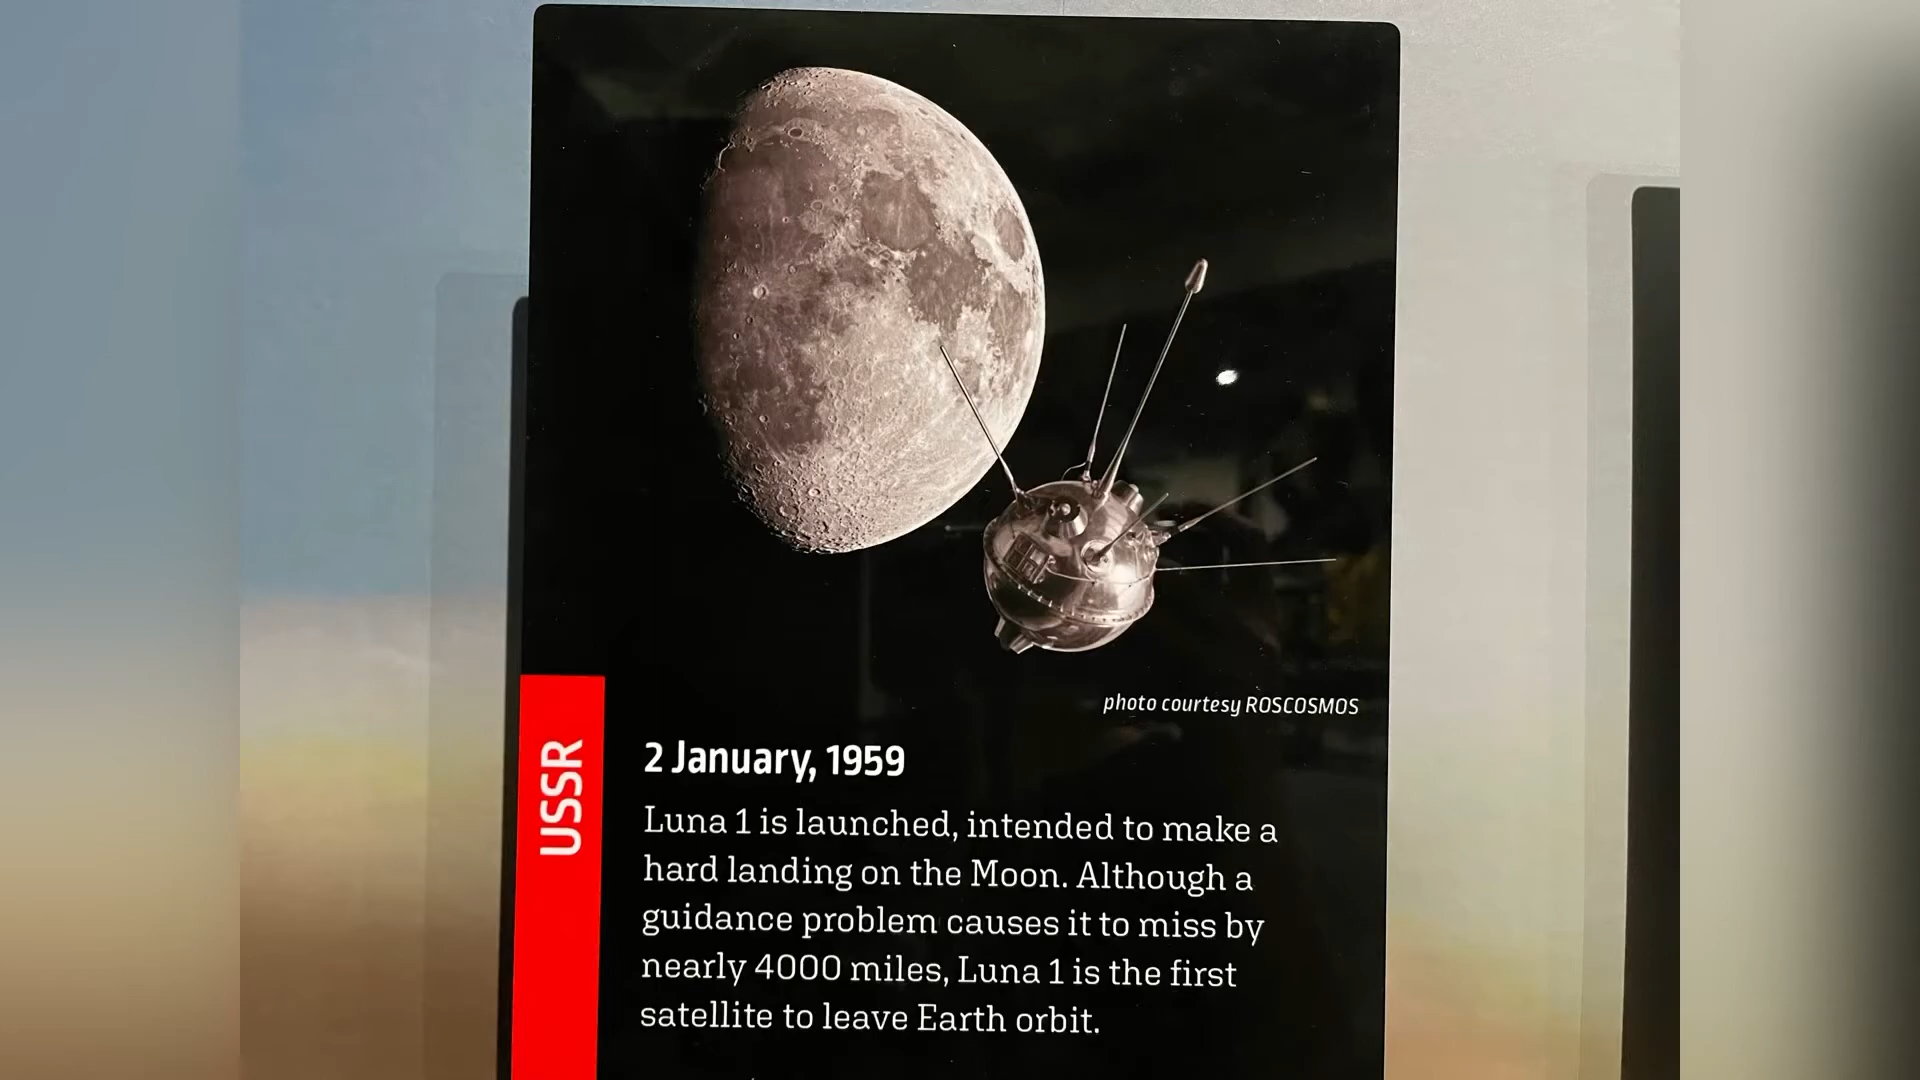 photo courtesy ROSCOSMOS
USSR
2 January, 1959
Luna 1 is launched, intended to make a
hard landing on the Moon. Although a
guidance problem causes it to miss by
nearly 4000 miles, Luna 1 is the first
satellite to leave Earth orbit.